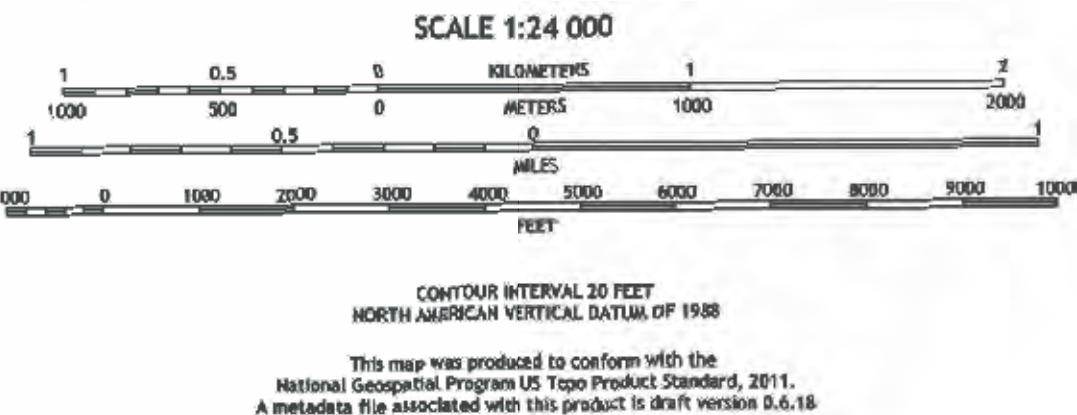 SCALE 1:24 000
1 0.5 0 KILOMETERS 1 2
1000 500 0 METERS 1000 2000
1 0.5 0 1
MILES
000 0 1000 2000 3000 4000 5000 6000 7000 8000 9000 1000
FEET
CONTOUR INTERVAL 20 FEET
NORTH AMERICAN VERTICAL DATUM OF 1988
This map was produced to conform with the
National Geospatial Program US Topo Product Standard, 2011.
A metadata file associated with this product is draft version 0.6.18